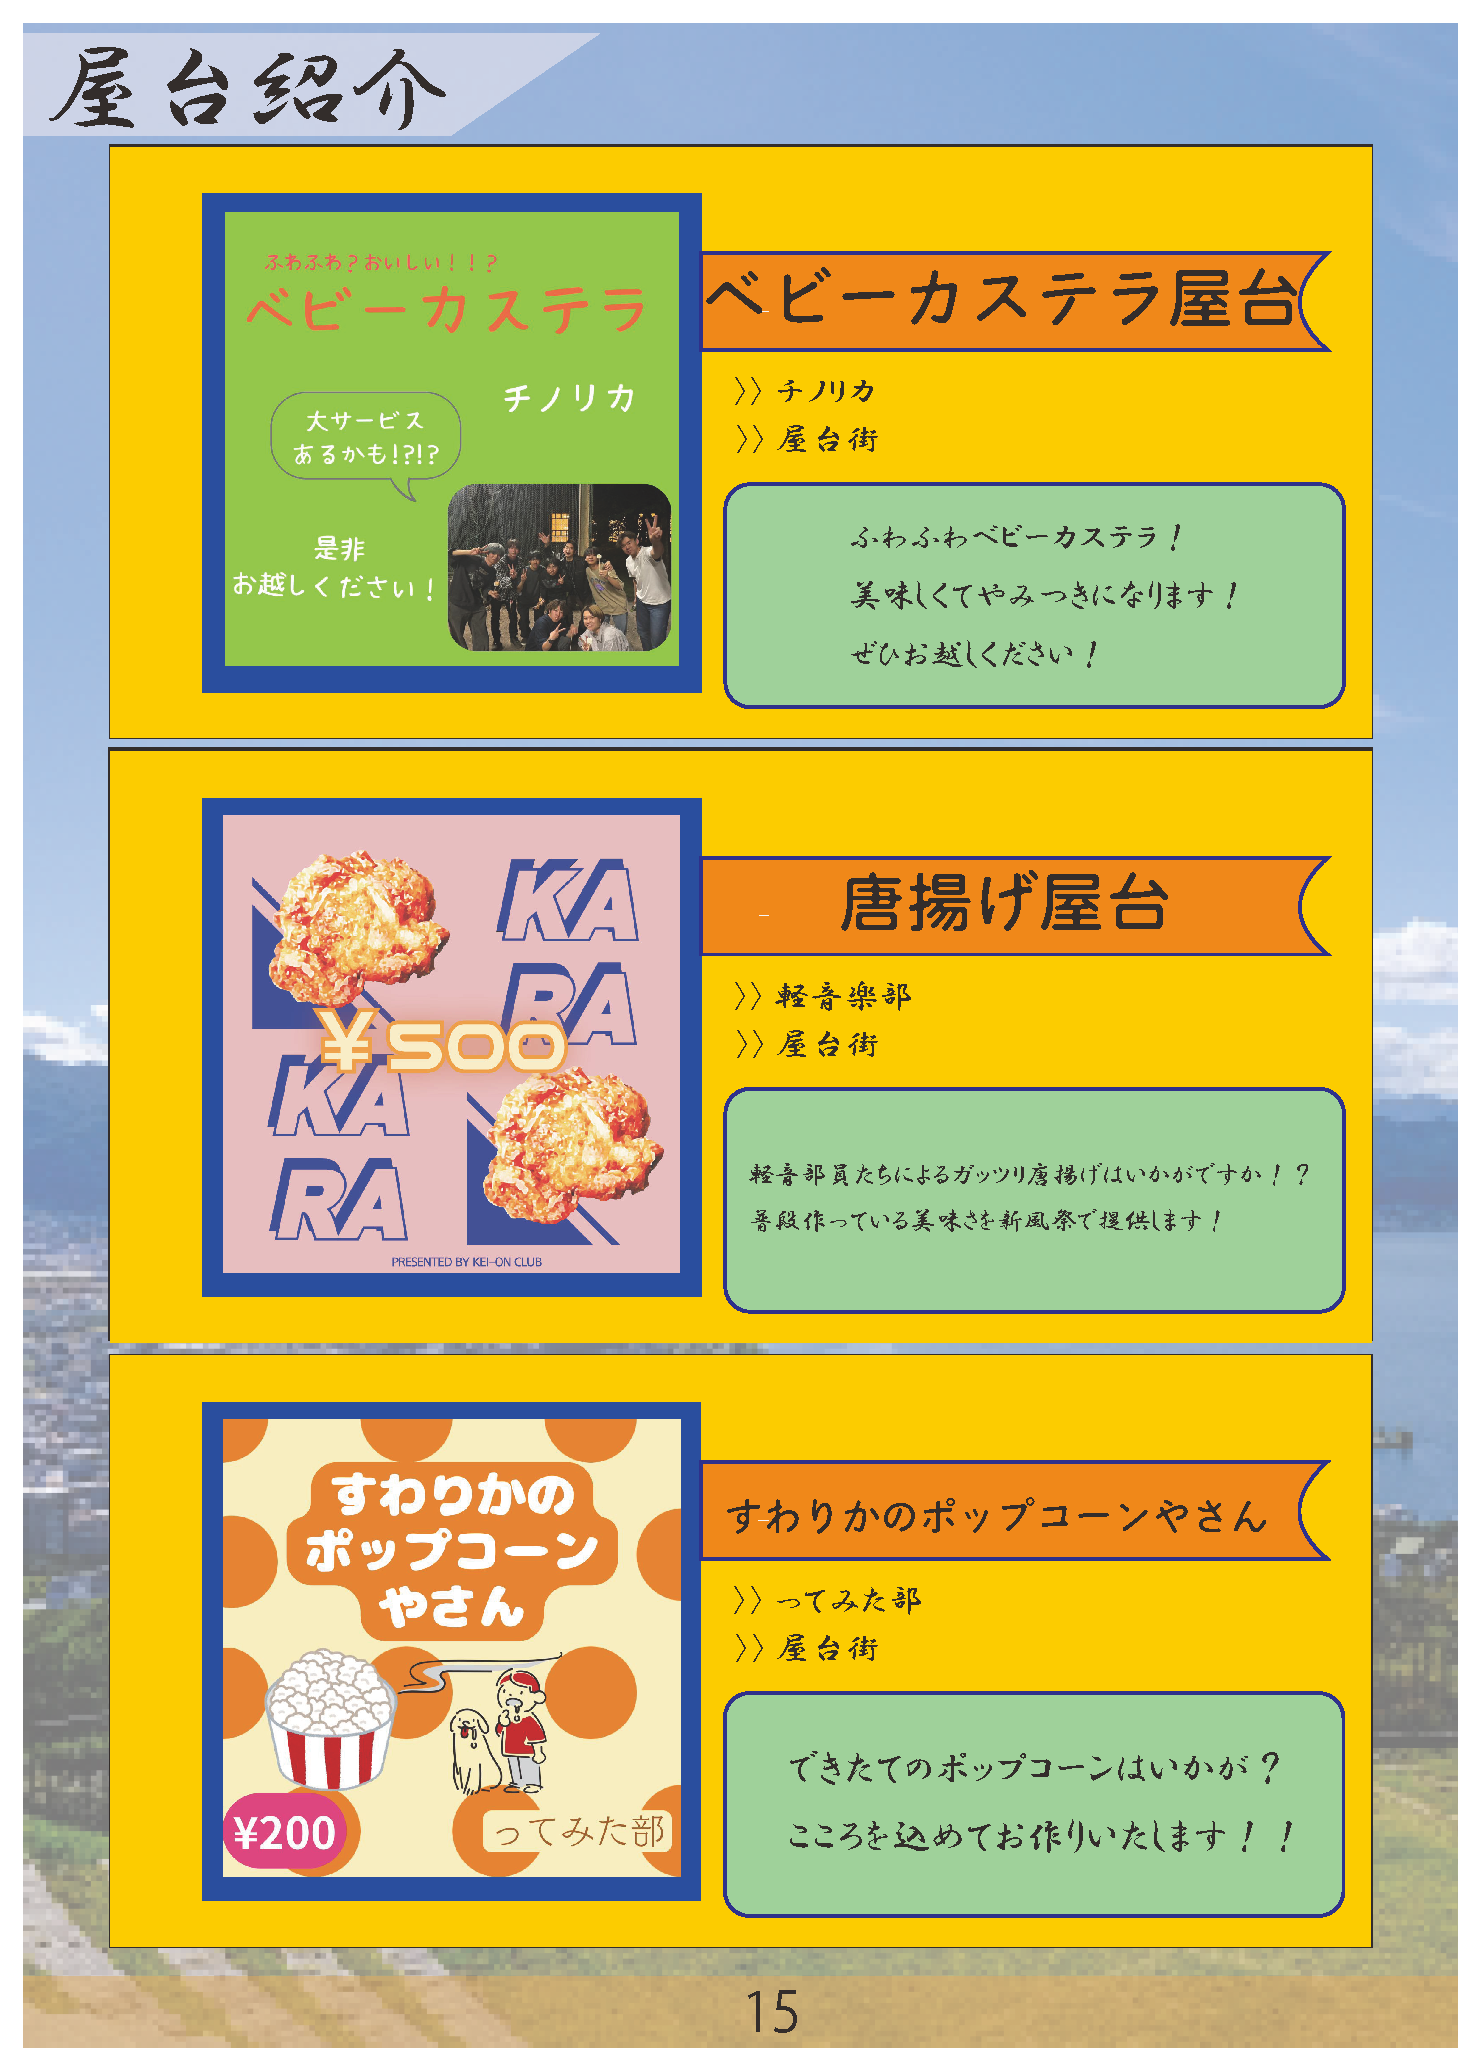 屋台紹介
ふわふわ？おいしい！！？
ベビーカステラ
チノリカ
大サービス
あるかも!?!?
是非
お越しください！
ベビーカステラ屋台
>> チノリカ
>> 屋台街
ふわふわベビーカステラ！
美味しくてやみつきになります！
ぜひお越しください！
KA
RA
¥500
KA
RA
PRESENTED BY KEI-ON CLUB
唐揚げ屋台
>> 軽音楽部
>> 屋台街
軽音部員たちによるガッツリ唐揚げはいかがですか！？
普段作っている美味さを新風祭で提供します！
すわりかの
ポップコーン
やさん
¥200
ってみた部
すわりかのポップコーンやさん
>> ってみた部
>> 屋台街
できたてのポップコーンはいかが？
こころを込めてお作りいたします！！
15